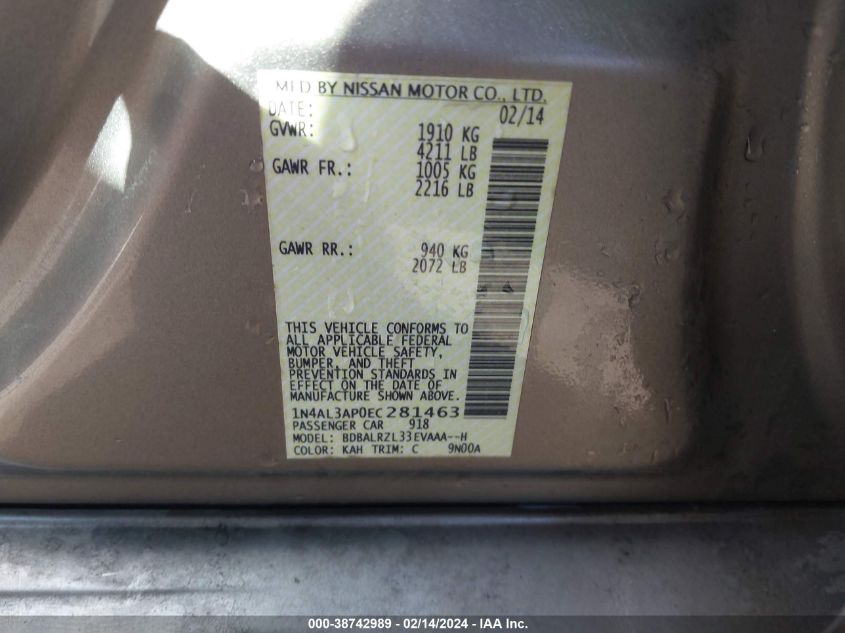 MFD BY NISSAN MOTOR CO., LTD.
DATE: 02/14
GVWR: 1910 KG
4211 LB
GAWR FR.: 1005 KG
2216 LB
GAWR RR.: 940 KG
2072 LB
THIS VEHICLE CONFORMS TO
ALL APPLICABLE FEDERAL
MOTOR VEHICLE SAFETY,
BUMPER, AND THEFT
PREVENTION STANDARDS IN
EFFECT ON THE DATE OF
MANUFACTURE SHOWN ABOVE.
1N4AL3AP0EC281463
PASSENGER CAR 918
MODEL: BDBALRZL33EVAAA--H
COLOR: KAH TRIM: C 9N00A
000-38742989 - 02/14/2024 - IAA Inc.